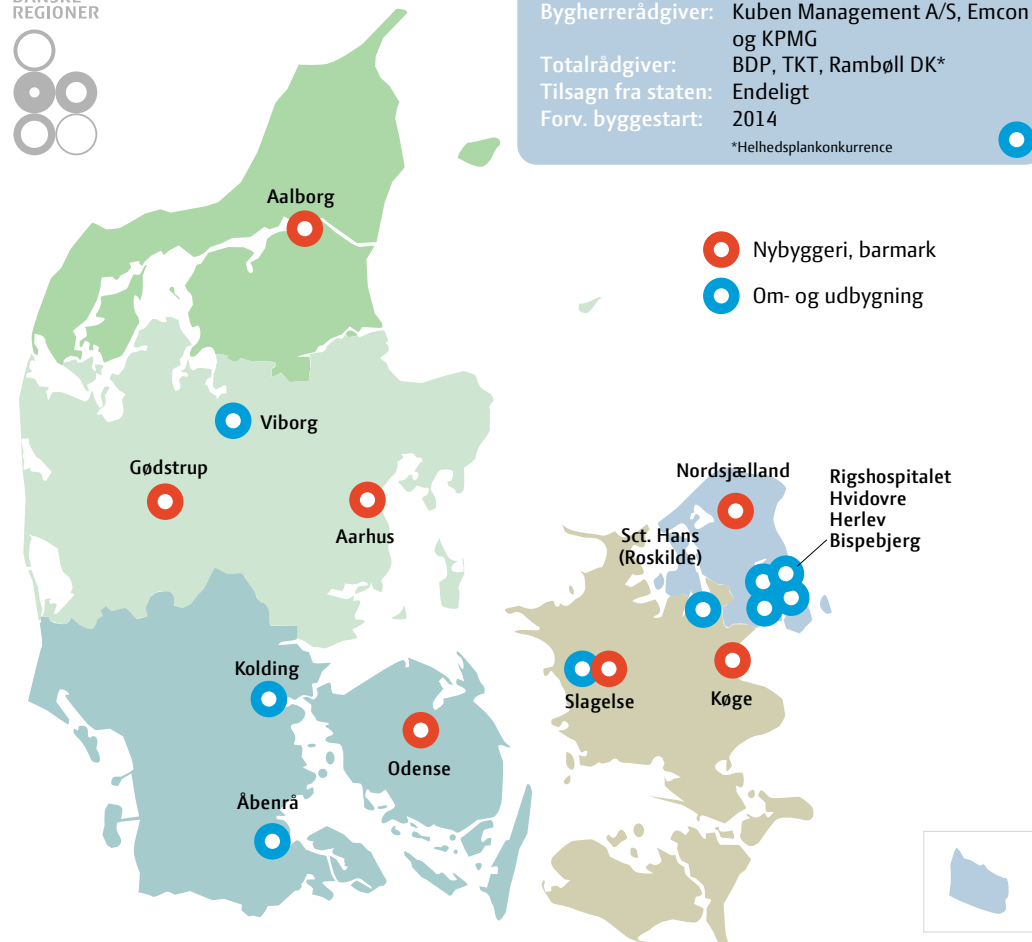 DANSKE
REGIONER
Bygherrerådgiver: Kuben Management A/S, Emcon
og KPMG
Totalrådgiver: BDP, TKT, Rambøll DK*
Tilsagn fra staten: Endeligt
Forv. byggestart: 2014
*Helhedsplankonkurrence
Nybyggeri, barmark
Om- og udbygning
Aalborg
Viborg
Gødstrup
Aarhus
Nordsjælland
Rigshospitalet
Hvidovre
Herlev
Bispebjerg
Sct. Hans
(Roskilde)
Kolding
Slagelse
Køge
Odense
Åbenrå